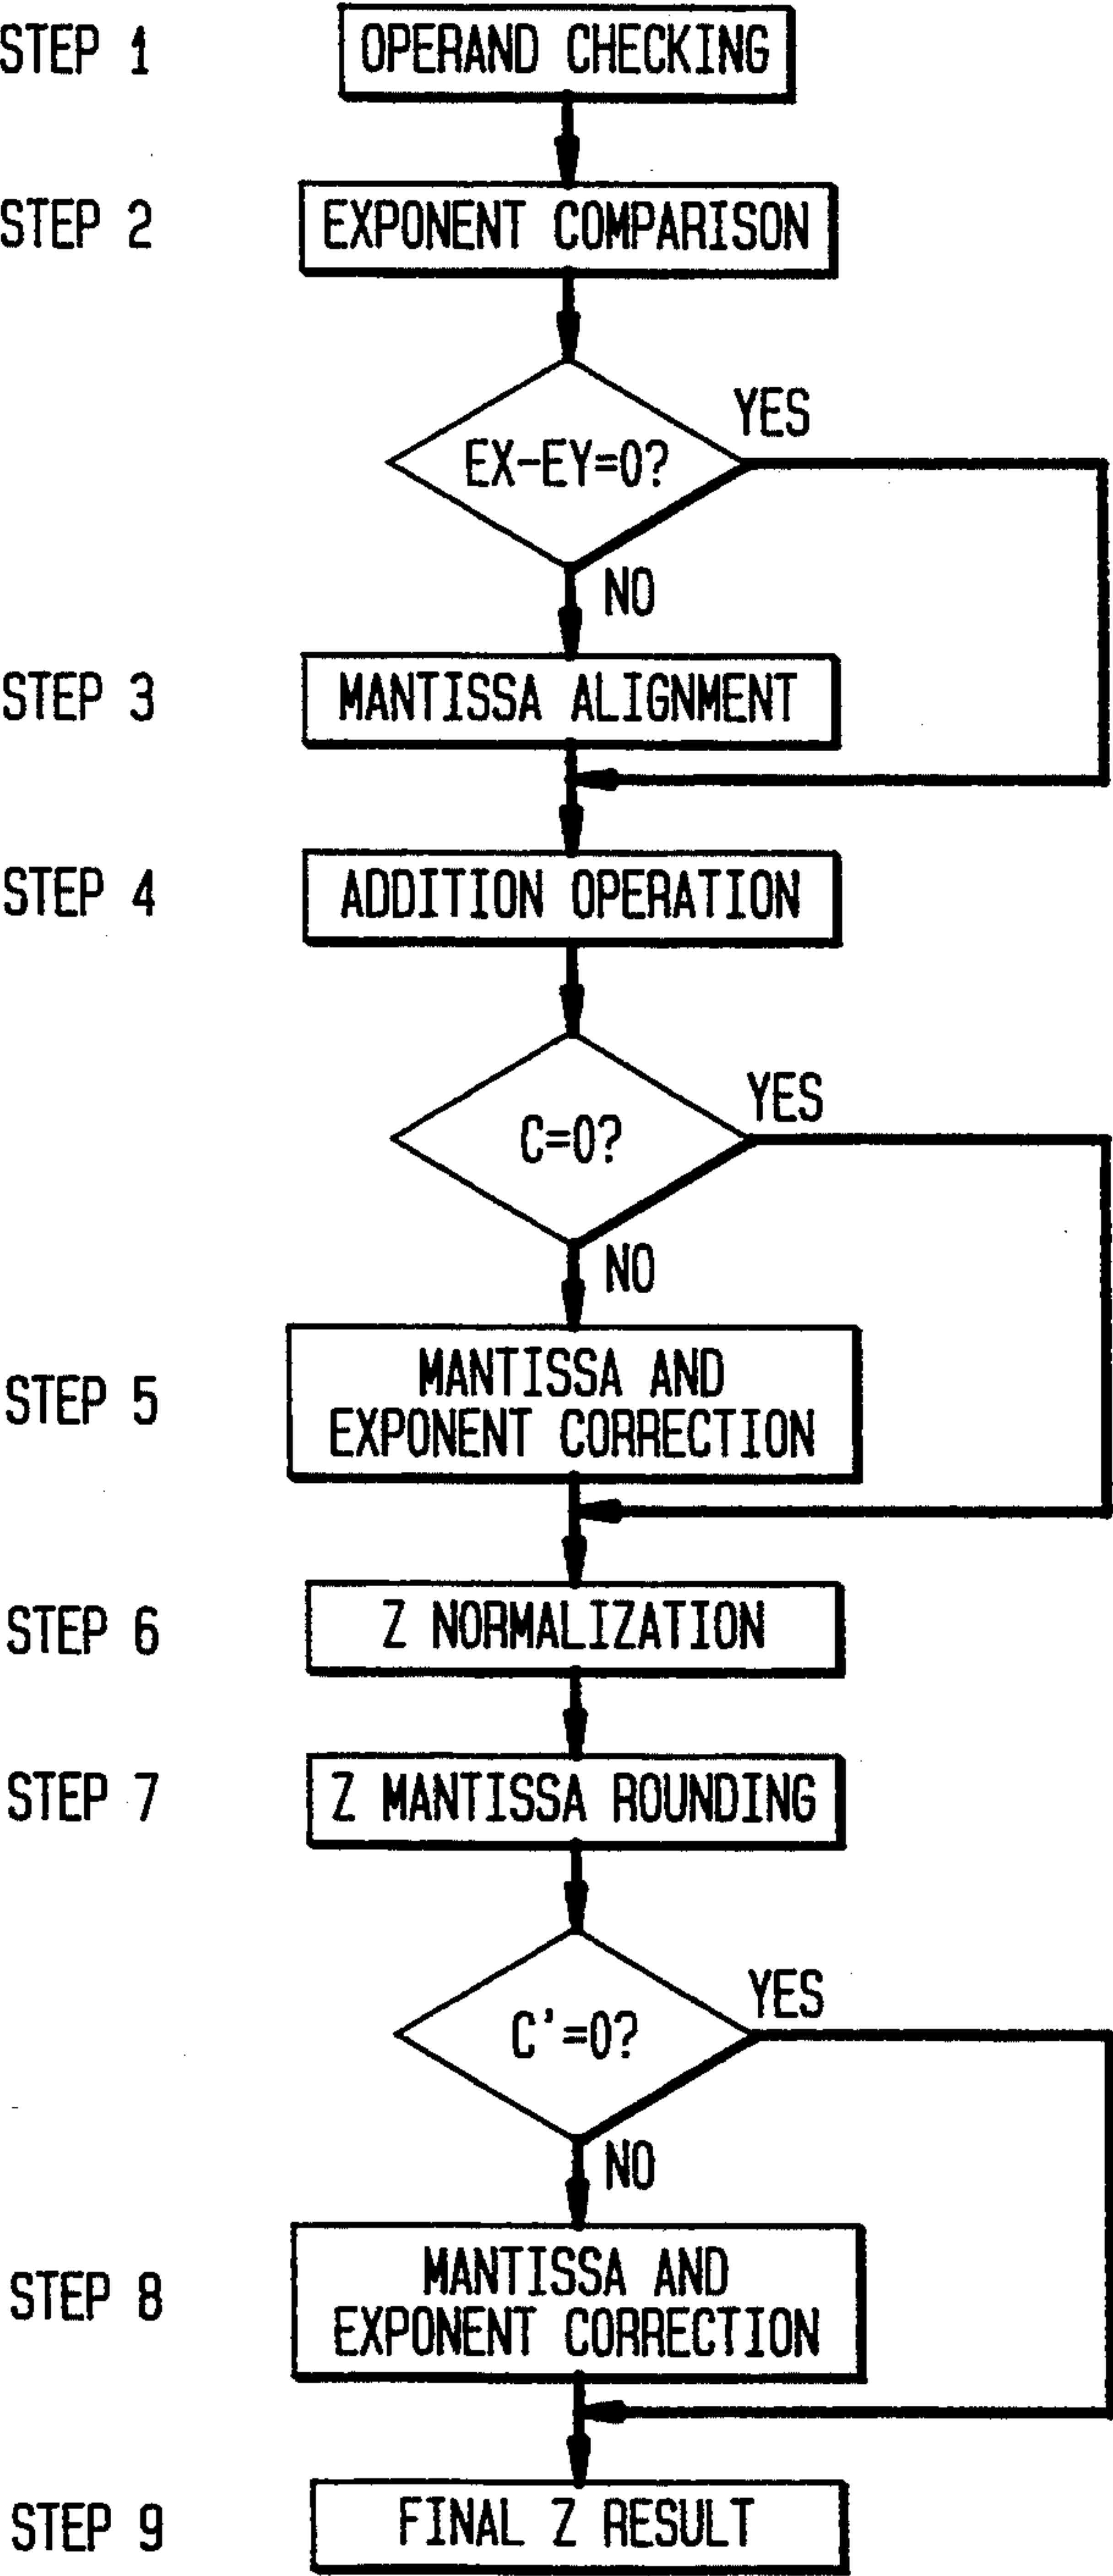 STEP 1
OPERAND CHECKING
STEP 2
EXPONENT COMPARISON
YES
EX-EY=0?
NO
STEP 3
MANTISSA ALIGNMENT
STEP 4
ADDITION OPERATION
YES
C=0?
NO
STEP 5
MANTISSA AND
EXPONENT CORRECTION
STEP 6
Z NORMALIZATION
STEP 7
Z MANTISSA ROUNDING
YES
C'=0?
NO
STEP 8
MANTISSA AND
EXPONENT CORRECTION
STEP 9
FINAL Z RESULT